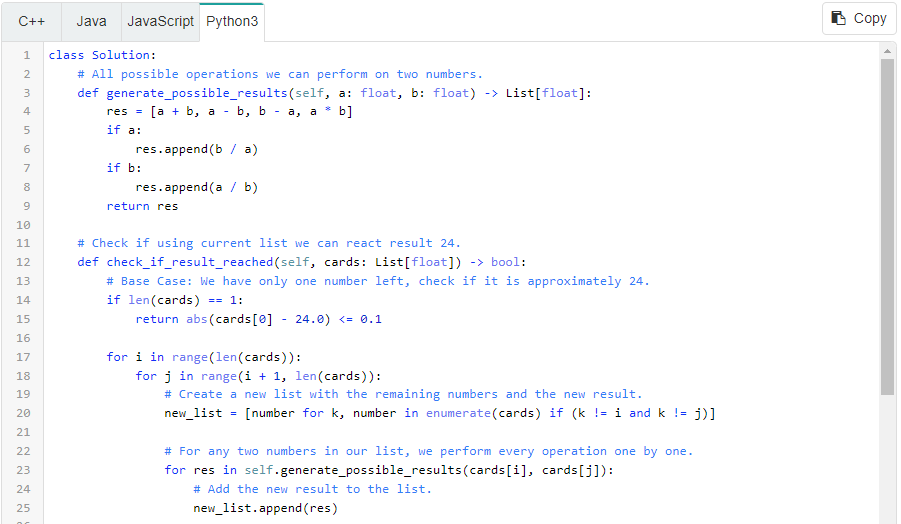 C++ Java JavaScript Python3 Copy
1 class Solution:
2 # All possible operations we can perform on two numbers.
3 def generate_possible_results(self, a: float, b: float) -> List[float]:
4 res = [a + b, a - b, b - a, a * b]
5 if a:
6 res.append(b / a)
7 if b:
8 res.append(a / b)
9 return res
10
11 # Check if using current list we can react result 24.
12 def check_if_result_reached(self, cards: List[float]) -> bool:
13 # Base Case: We have only one number left, check if it is approximately 24.
14 if len(cards) == 1:
15 return abs(cards[0] - 24.0) <= 0.1
16
17 for i in range(len(cards)):
18 for j in range(i + 1, len(cards)):
19 # Create a new list with the remaining numbers and the new result.
20 new_list = [number for k, number in enumerate(cards) if (k != i and k != j)]
21
22 # For any two numbers in our list, we perform every operation one by one.
23 for res in self.generate_possible_results(cards[i], cards[j]):
24 # Add the new result to the list.
25 new_list.append(res)